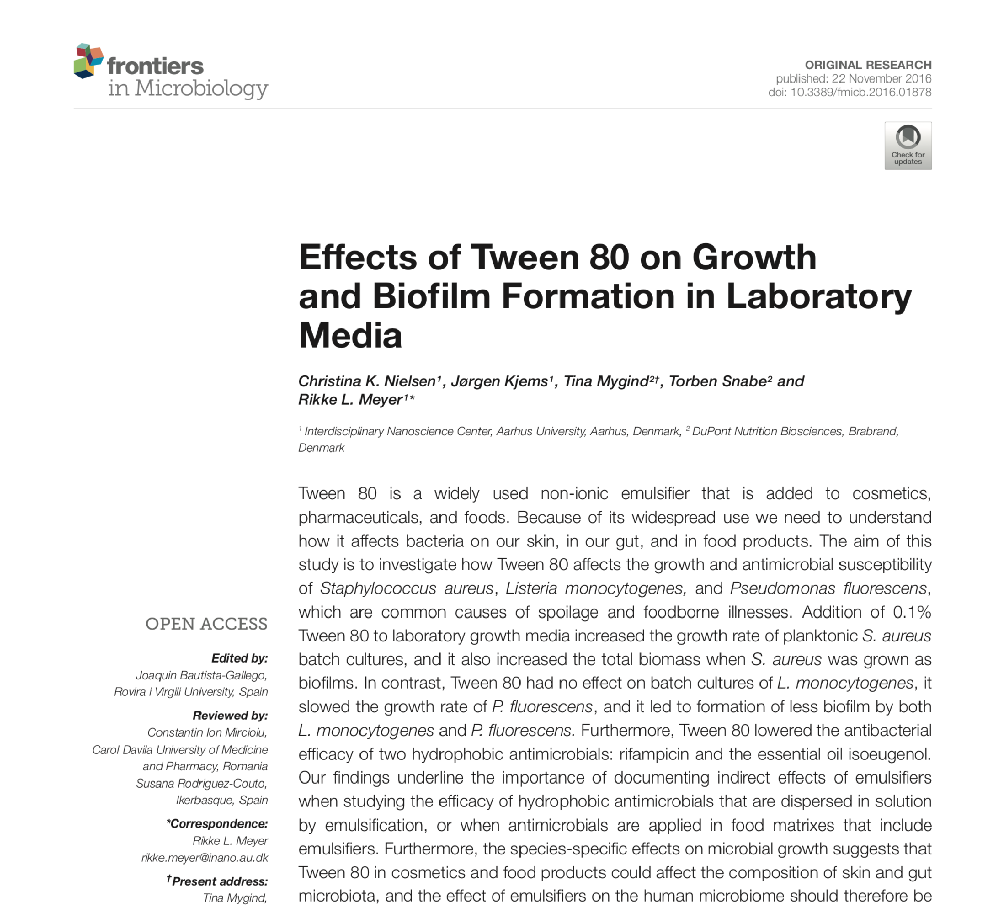 frontiers
in Microbiology
ORIGINAL RESEARCH
published: 22 November 2016
doi: 10.3389/fmicb.2016.01878
Check for
updates
Effects of Tween 80 on Growth
and Biofilm Formation in Laboratory
Media
Christina K. Nielsen¹, Jørgen Kjems¹, Tina Mygind²†, Torben Snabe² and
Rikke L. Meyer¹*
¹ Interdisciplinary Nanoscience Center, Aarhus University, Aarhus, Denmark, ² DuPont Nutrition Biosciences, Brabrand,
Denmark
Tween 80 is a widely used non-ionic emulsifier that is added to cosmetics,
pharmaceuticals, and foods. Because of its widespread use we need to understand
how it affects bacteria on our skin, in our gut, and in food products. The aim of this
study is to investigate how Tween 80 affects the growth and antimicrobial susceptibility
of Staphylococcus aureus, Listeria monocytogenes, and Pseudomonas fluorescens,
which are common causes of spoilage and foodborne illnesses. Addition of 0.1%
Tween 80 to laboratory growth media increased the growth rate of planktonic S. aureus
batch cultures, and it also increased the total biomass when S. aureus was grown as
biofilms. In contrast, Tween 80 had no effect on batch cultures of L. monocytogenes, it
slowed the growth rate of P. fluorescens, and it led to formation of less biofilm by both
L. monocytogenes and P. fluorescens. Furthermore, Tween 80 lowered the antibacterial
efficacy of two hydrophobic antimicrobials: rifampicin and the essential oil isoeugenol.
Our findings underline the importance of documenting indirect effects of emulsifiers
when studying the efficacy of hydrophobic antimicrobials that are dispersed in solution
by emulsification, or when antimicrobials are applied in food matrixes that include
emulsifiers. Furthermore, the species-specific effects on microbial growth suggests that
Tween 80 in cosmetics and food products could affect the composition of skin and gut
microbiota, and the effect of emulsifiers on the human microbiome should therefore be
OPEN ACCESS
Edited by:
Joaquin Bautista-Gallego,
Rovira i Virgili University, Spain
Reviewed by:
Constantin Ion Mircioiu,
Carol Davila University of Medicine
and Pharmacy, Romania
Susana Rodriguez-Couto,
Ikerbasque, Spain
*Correspondence:
Rikke L. Meyer
rikke.meyer@inano.au.dk
†Present address:
Tina Mygind,